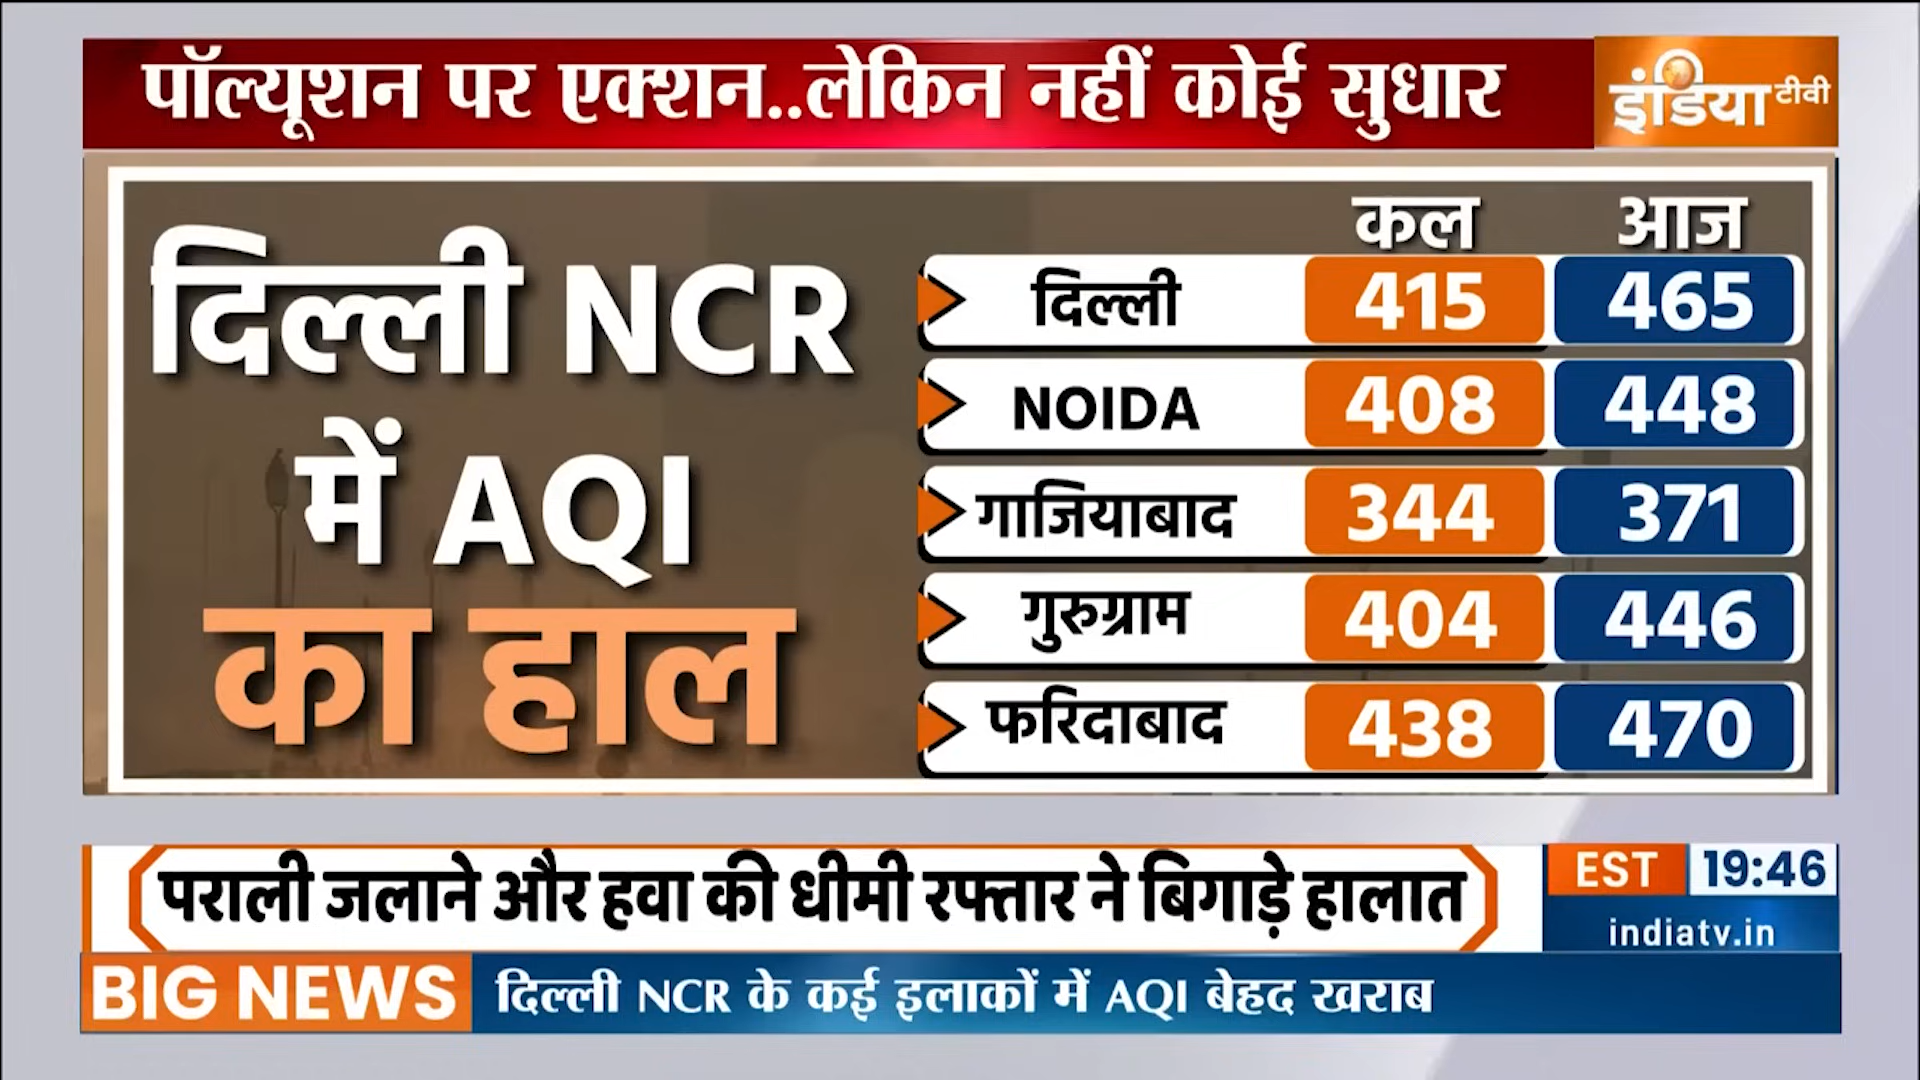 पॉल्यूशन पर एक्शन..लेकिन नहीं कोई सुधार
इंडिया टीवी
दिल्ली NCR
में AQI
का हाल
कल आज
दिल्ली 415 465
NOIDA 408 448
गाजियाबाद 344 371
गुरुग्राम 404 446
फरिदाबाद 438 470
पराली जलाने और हवा की धीमी रफ्तार ने बिगाड़े हालात
EST 19:46
indiatv.in
BIG NEWS दिल्ली NCR के कई इलाकों में AQI बेहद खराब